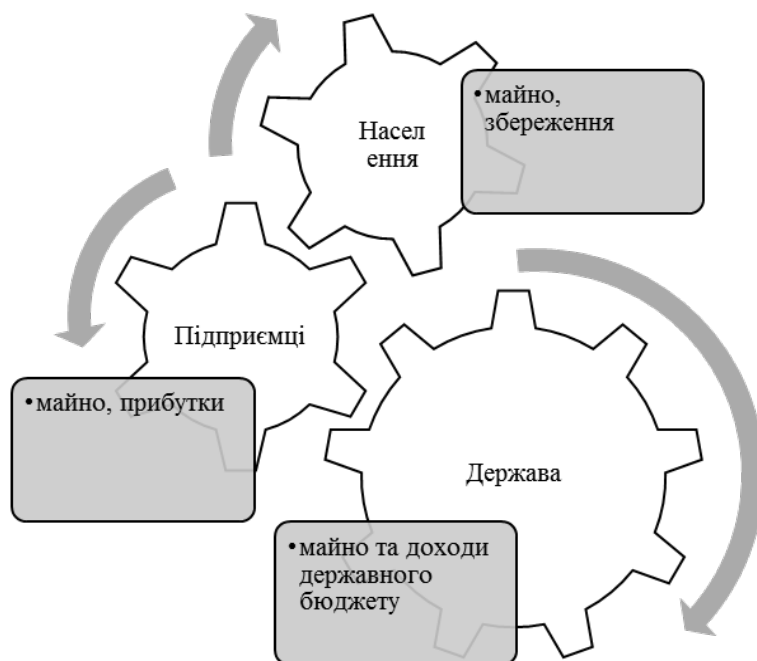 Насел
ення
•майно,
збереження
Підприємці
•майно, прибутки
Держава
•майно та доходи
державного
бюджету